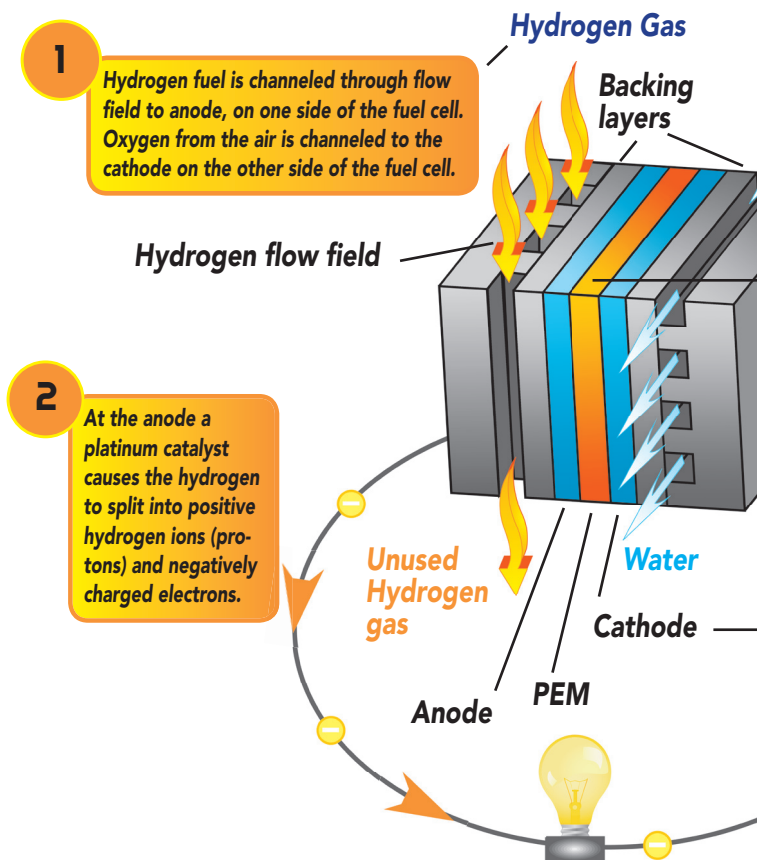 Hydrogen Gas
1
Hydrogen fuel is channeled through flow
field to anode, on one side of the fuel cell.
Oxygen from the air is channeled to the
cathode on the other side of the fuel cell.
Backing
layers
Hydrogen flow field
2
At the anode a
platinum catalyst
causes the hydrogen
to split into positive
hydrogen ions (pro-
tons) and negatively
charged electrons.
Unused
Hydrogen
gas
Water
Cathode
PEM
Anode